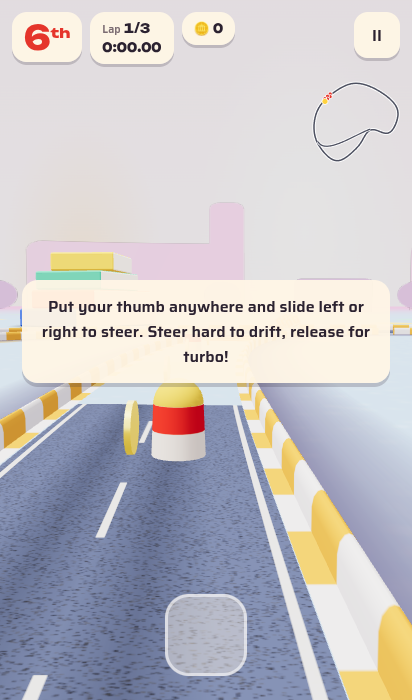 6th
Lap 1/3
0:00.00
0
Put your thumb anywhere and slide left or
right to steer. Steer hard to drift, release for
turbo!